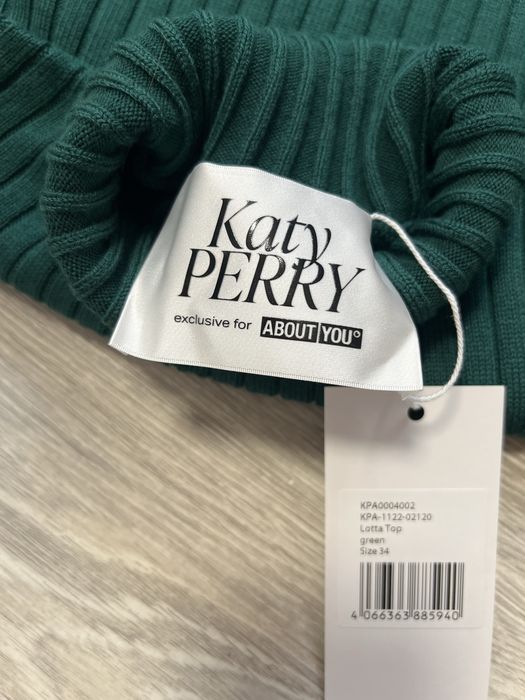 Katy
PERRY
exclusive for ABOUT YOU°
KPA0004002
KPA-1122-02120
Lotta Top
green
Size 34
4 066363 885940